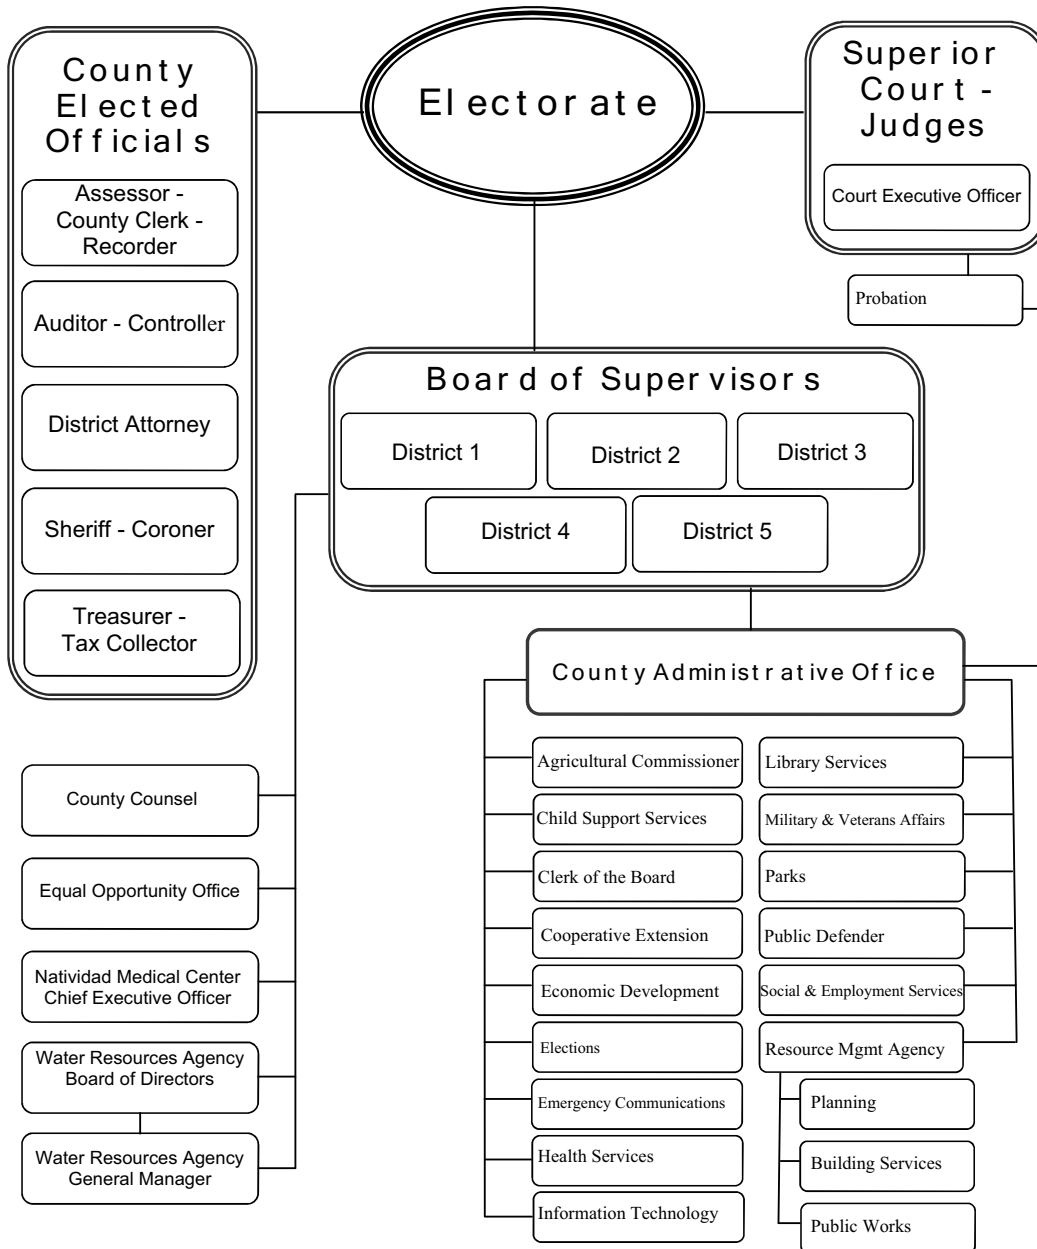 County
Elected
Officials
Assessor -
County Clerk -
Recorder
Auditor - Controller
District Attorney
Sheriff - Coroner
Treasurer -
Tax Collector
Electorate
Superior
Court -
Judges
Court Executive Officer
Probation
Board of Supervisors
District 1
District 2
District 3
District 4
District 5
County Administrative Office
County Counsel
Equal Opportunity Office
Natividad Medical Center
Chief Executive Officer
Water Resources Agency
Board of Directors
Water Resources Agency
General Manager
Agricultural Commissioner
Child Support Services
Clerk of the Board
Cooperative Extension
Economic Development
Elections
Emergency Communications
Health Services
Information Technology
Library Services
Military & Veterans Affairs
Parks
Public Defender
Social & Employment Services
Resource Mgmt Agency
Planning
Building Services
Public Works